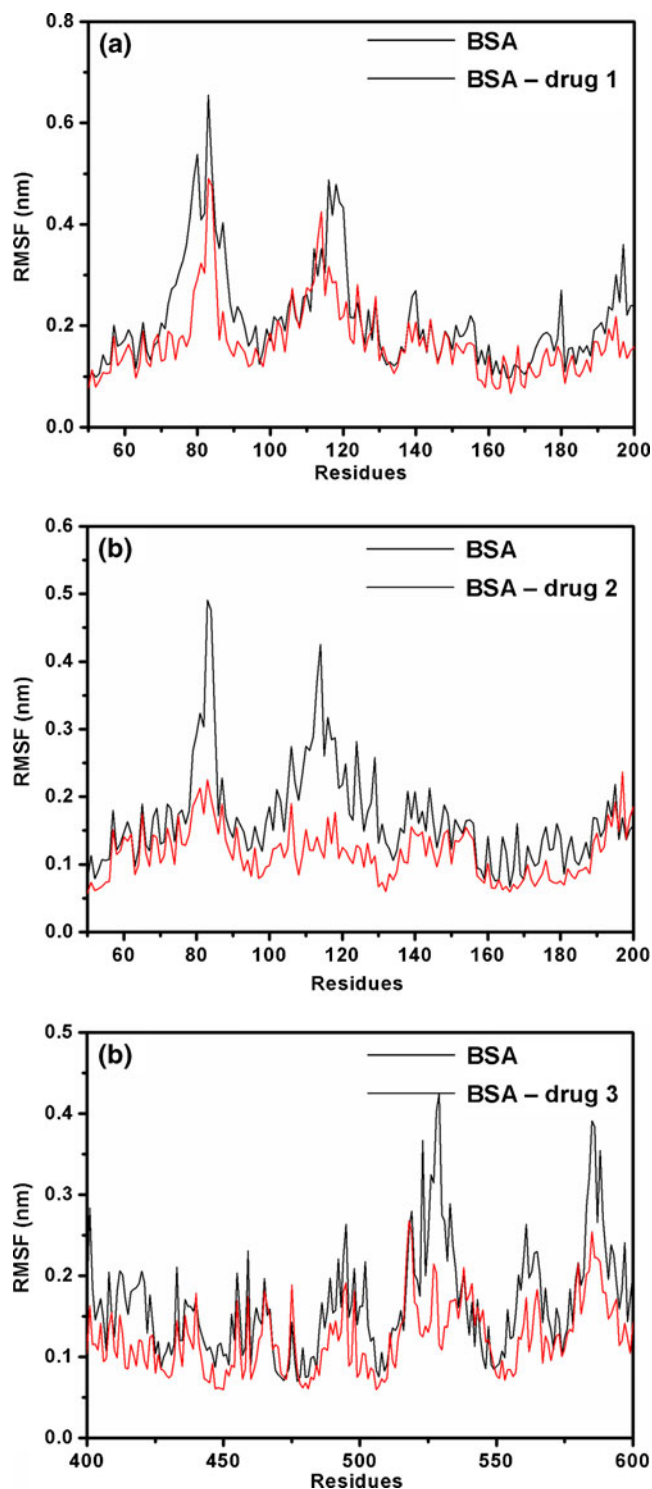 (a)
BSA
BSA – drug 1
0.8
0.6
0.4
0.2
0.0
RMSF (nm)
60 80 100 120 140 160 180 200
Residues
(b)
BSA
BSA – drug 2
0.6
0.5
0.4
0.3
0.2
0.1
0.0
RMSF (nm)
60 80 100 120 140 160 180 200
Residues
(b)
BSA
BSA – drug 3
0.5
0.4
0.3
0.2
0.1
0.0
RMSF (nm)
400 450 500 550 600
Residues